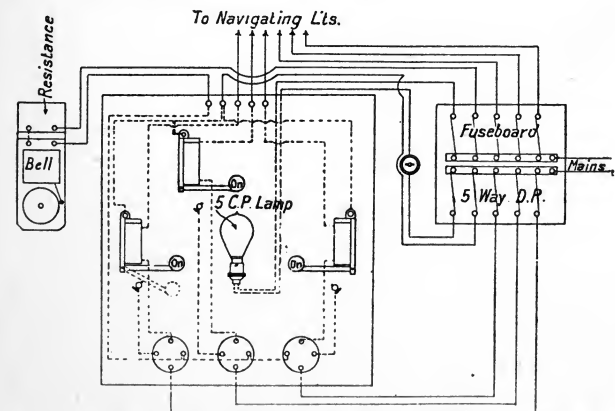 To Navigating Lts.
Resistance
Bell
Fuseboard
Mains
5 Way D.P.
On
5 C.P. Lamp
On
On